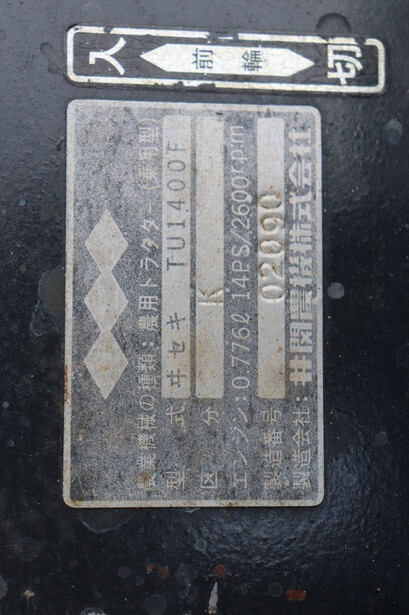 入 前輪 切
農業機械の種類：農用トラクター(乗用型)
型式 ヰセキ TU1400F
区分 K
エンジン：0.776ℓ 14PS/2600r.p.m
製造番号 02090
製造会社：井関農機株式会社